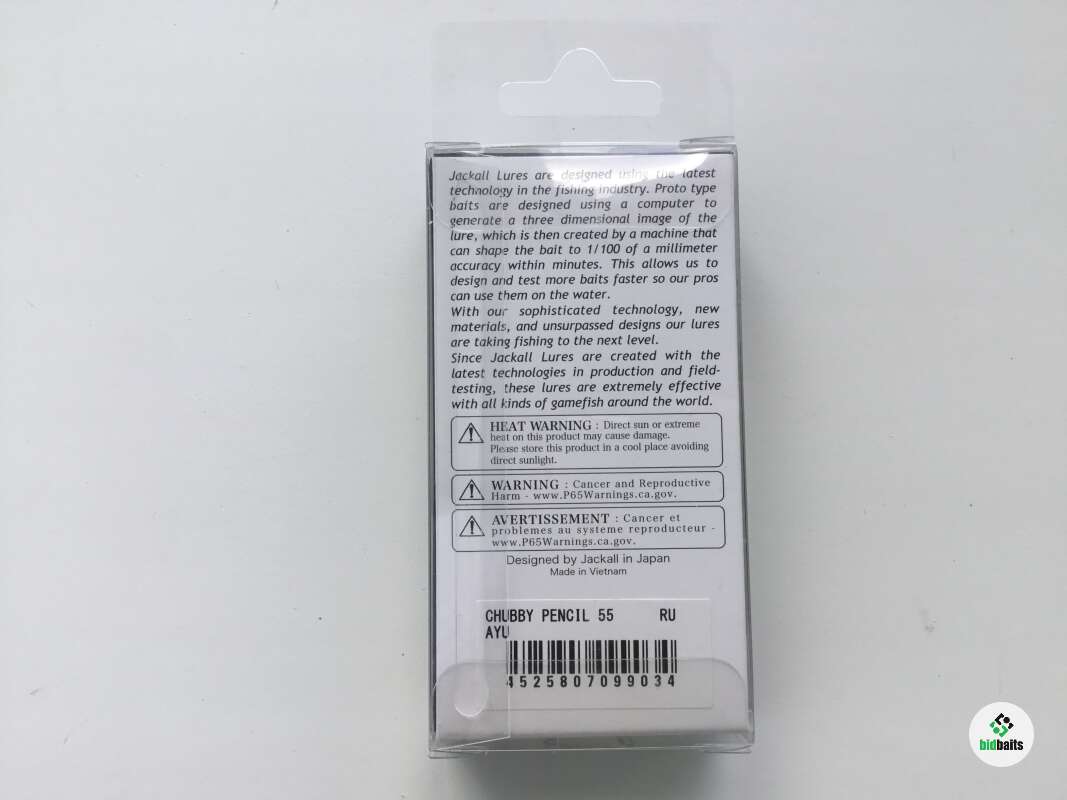 Jackall Lures are designed using the latest
technology in the fishing industry. Proto type
baits are designed using a computer to
generate a three dimensional image of the
lure, which is then created by a machine that
can shape the bait to 1/100 of a millimeter
accuracy within minutes. This allows us to
design and test more baits faster so our pros
can use them on the water.
With our sophisticated technology, new
materials, and unsurpassed designs our lures
are taking fishing to the next level.
Since Jackall Lures are created with the
latest technologies in production and field-
testing, these lures are extremely effective
with all kinds of gamefish around the world.
HEAT WARNING : Direct sun or extreme
heat on this product may cause damage.
Please store this product in a cool place avoiding
direct sunlight.
WARNING : Cancer and Reproductive
Harm - www.P65Warnings.ca.gov.
AVERTISSEMENT : Cancer et
problemes au systeme reproducteur -
www.P65Warnings.ca.gov.
Designed by Jackall in Japan
Made in Vietnam
CHUBBY PENCIL 55 RU
AYU
4525807099034
bidbaits